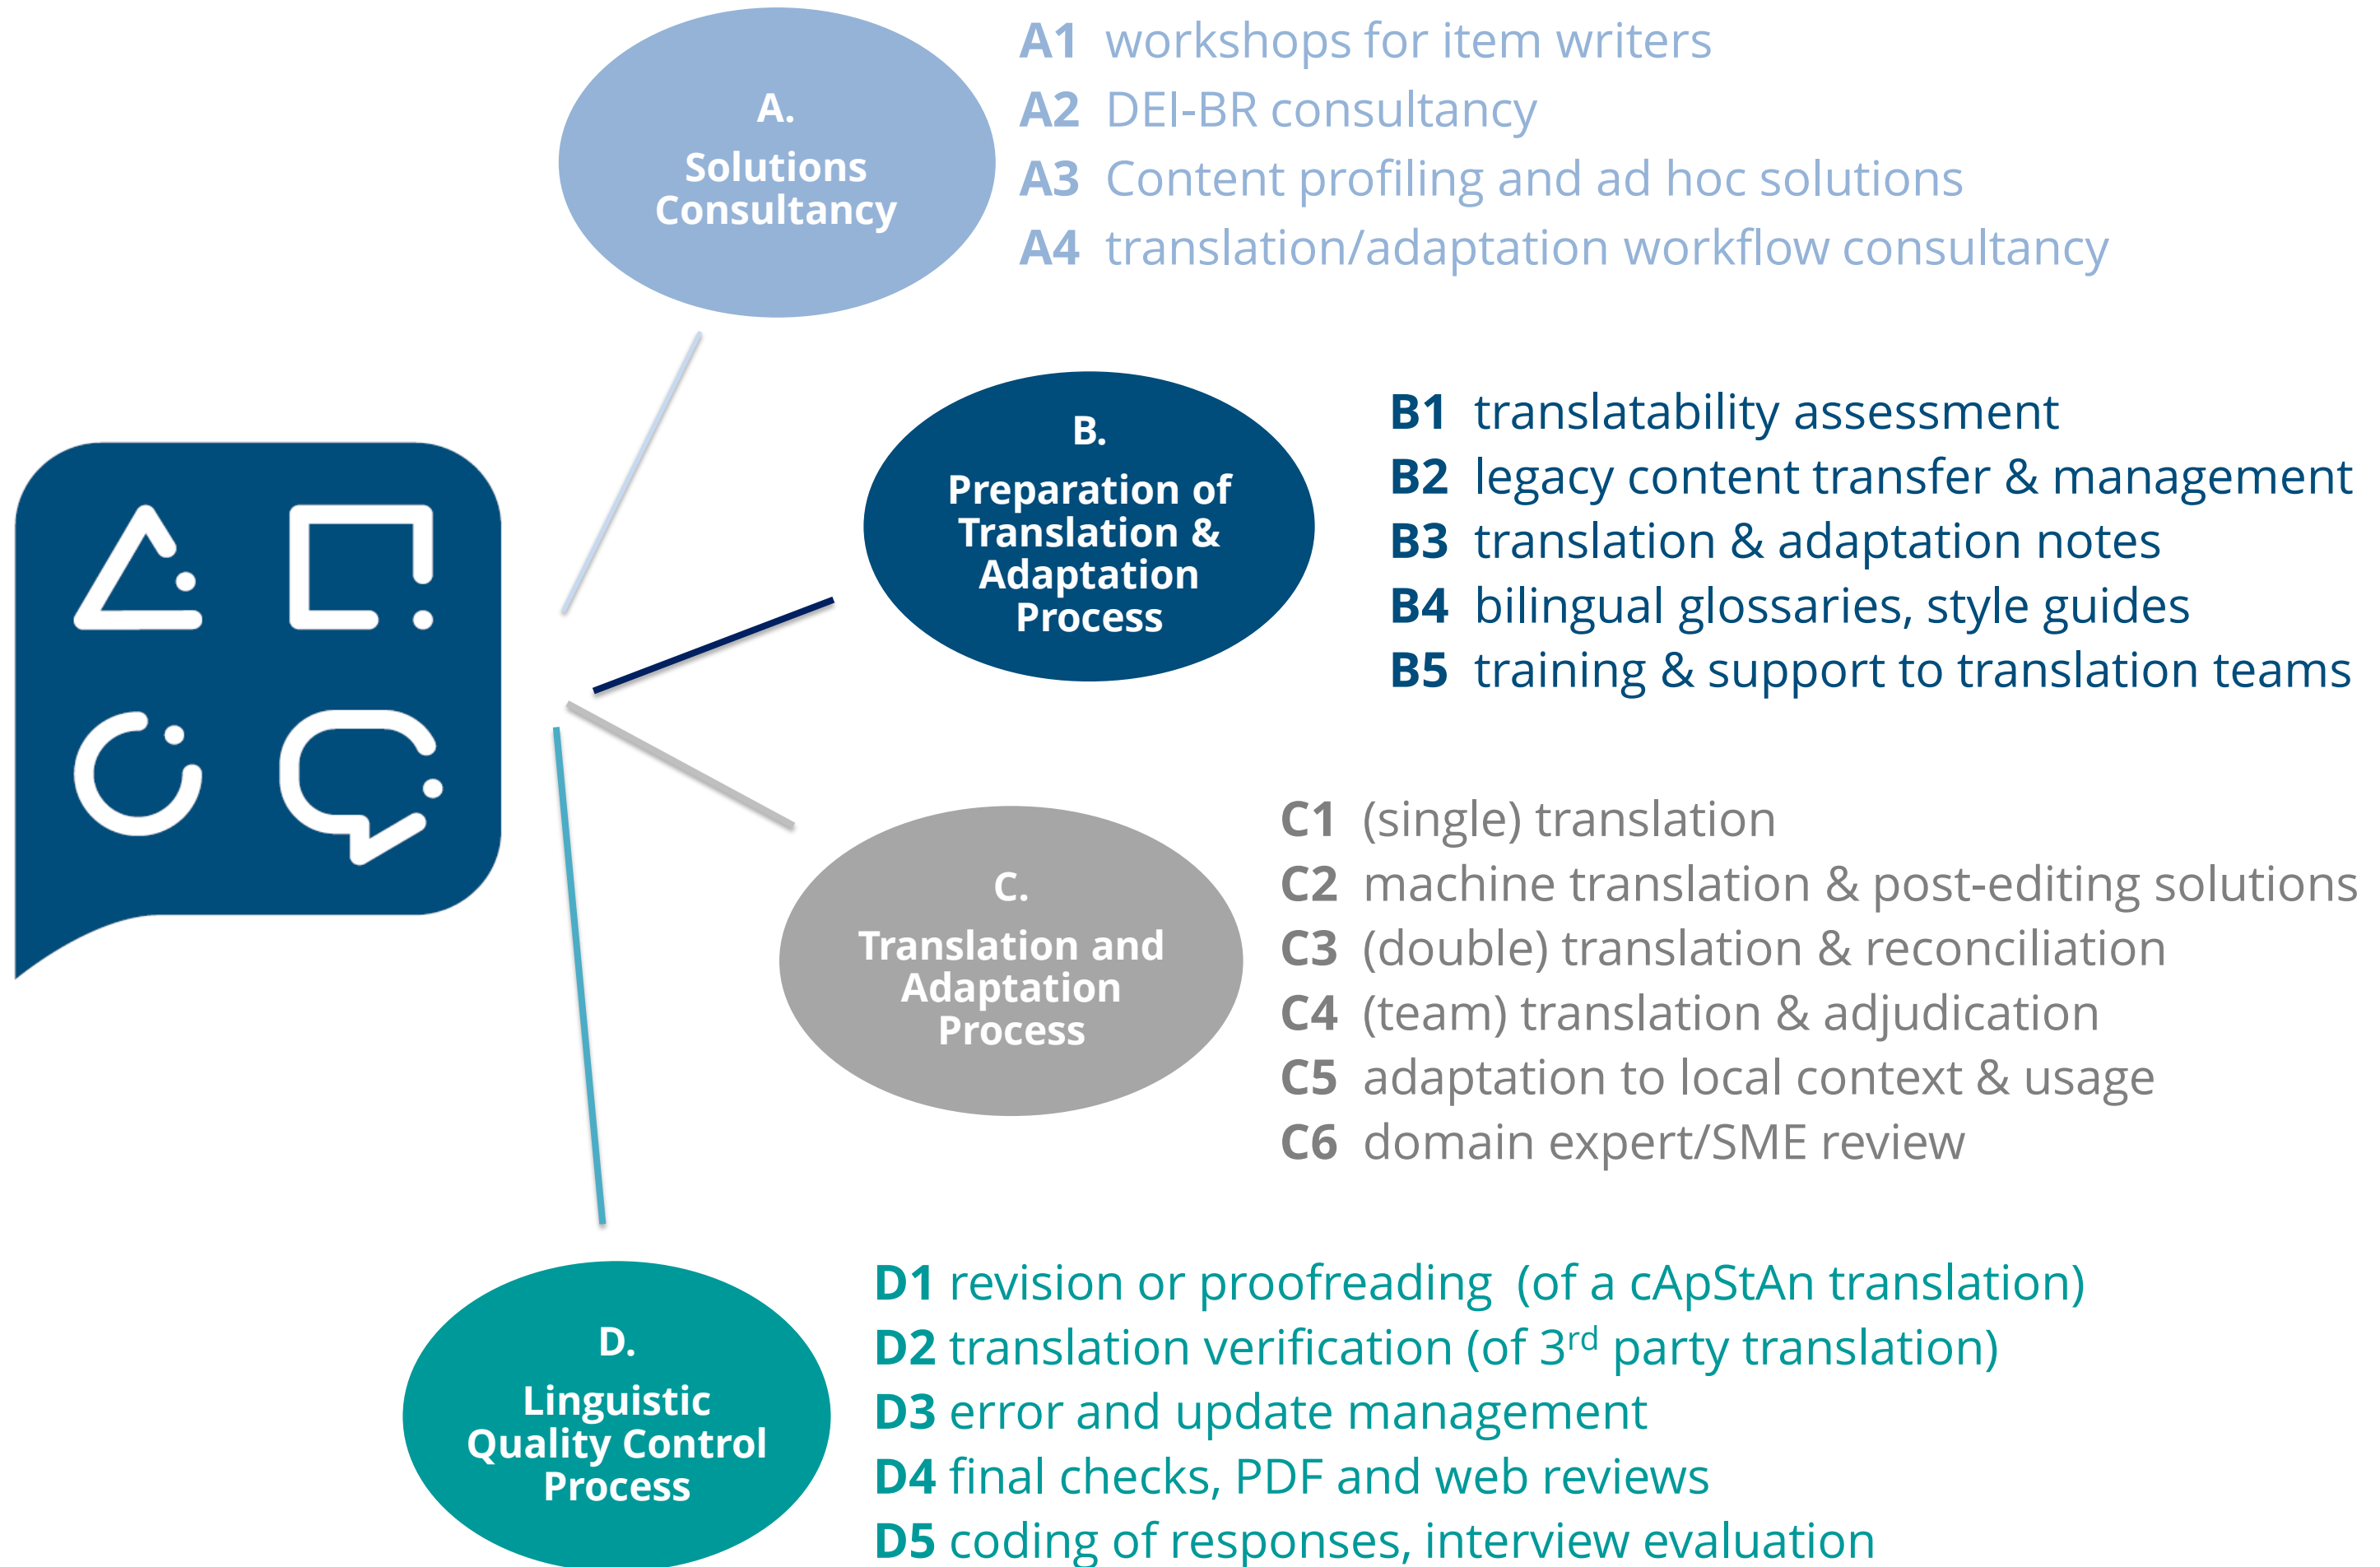 A.
Solutions
Consultancy
A1 workshops for item writers
A2 DEI-BR consultancy
A3 Content profiling and ad hoc solutions
A4 translation/adaptation workflow consultancy
B.
Preparation of
Translation &
Adaptation
Process
B1 translatability assessment
B2 legacy content transfer & management
B3 translation & adaptation notes
B4 bilingual glossaries, style guides
B5 training & support to translation teams
C.
Translation and
Adaptation
Process
C1 (single) translation
C2 machine translation & post-editing solutions
C3 (double) translation & reconciliation
C4 (team) translation & adjudication
C5 adaptation to local context & usage
C6 domain expert/SME review
D.
Linguistic
Quality Control
Process
D1 revision or proofreading (of a cApStAn translation)
D2 translation verification (of 3rd party translation)
D3 error and update management
D4 final checks, PDF and web reviews
D5 coding of responses, interview evaluation